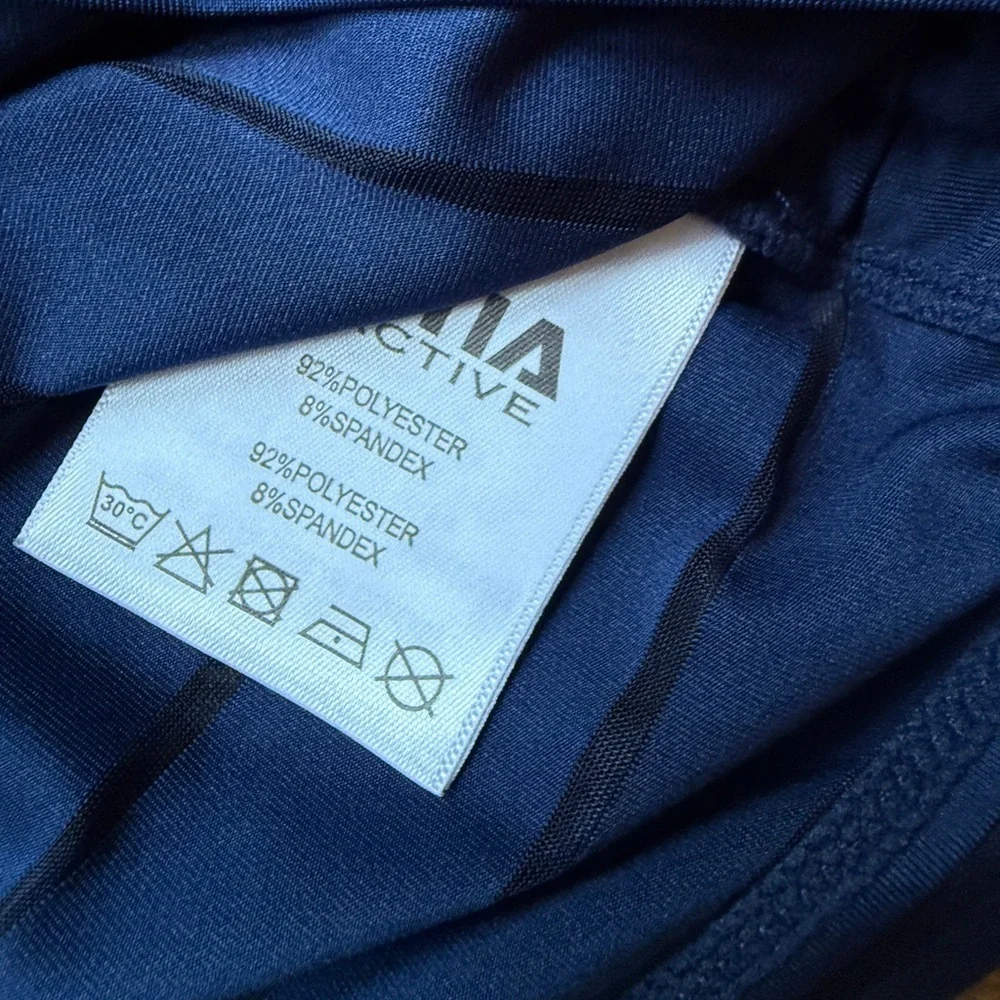 ACTIVE
92%POLYESTER
8%SPANDEX
92%POLYESTER
8%SPANDEX
30°C